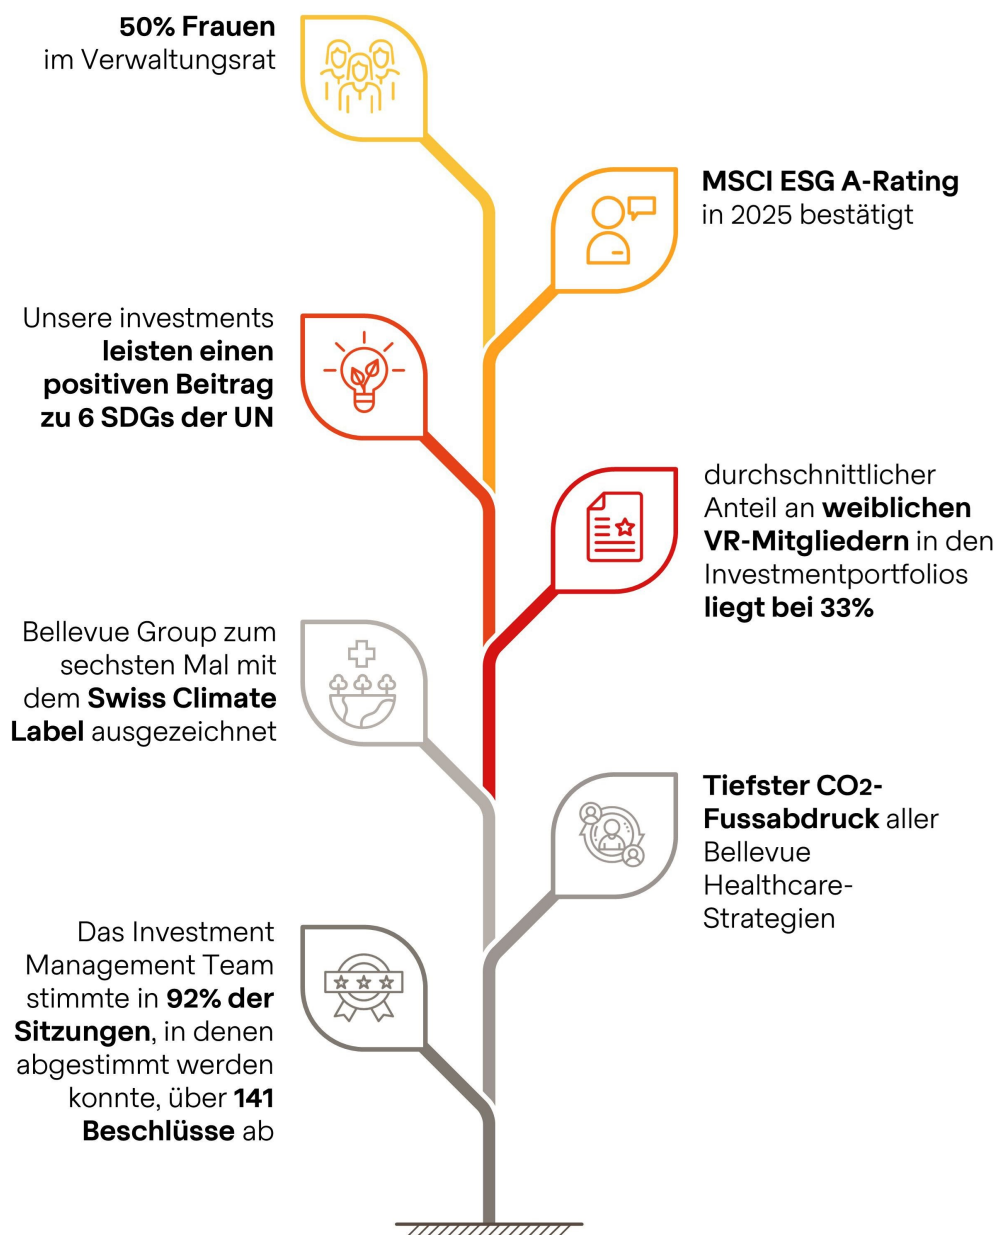 50% Frauen
im Verwaltungsrat
MSCI ESG A-Rating
in 2025 bestätigt
Unsere investments
leisten einen
positiven Beitrag
zu 6 SDGs der UN
durchschnittlicher
Anteil an weiblichen
VR-Mitgliedern in den
Investmentportfolios
liegt bei 33%
Bellevue Group zum
sechsten Mal mit
dem Swiss Climate
Label ausgezeichnet
Tiefster CO2-
Fussabdruck aller
Bellevue
Healthcare-
Strategien
Das Investment
Management Team
stimmte in 92% der
Sitzungen, in denen
abgestimmt werden
konnte, über 141
Beschlüsse ab